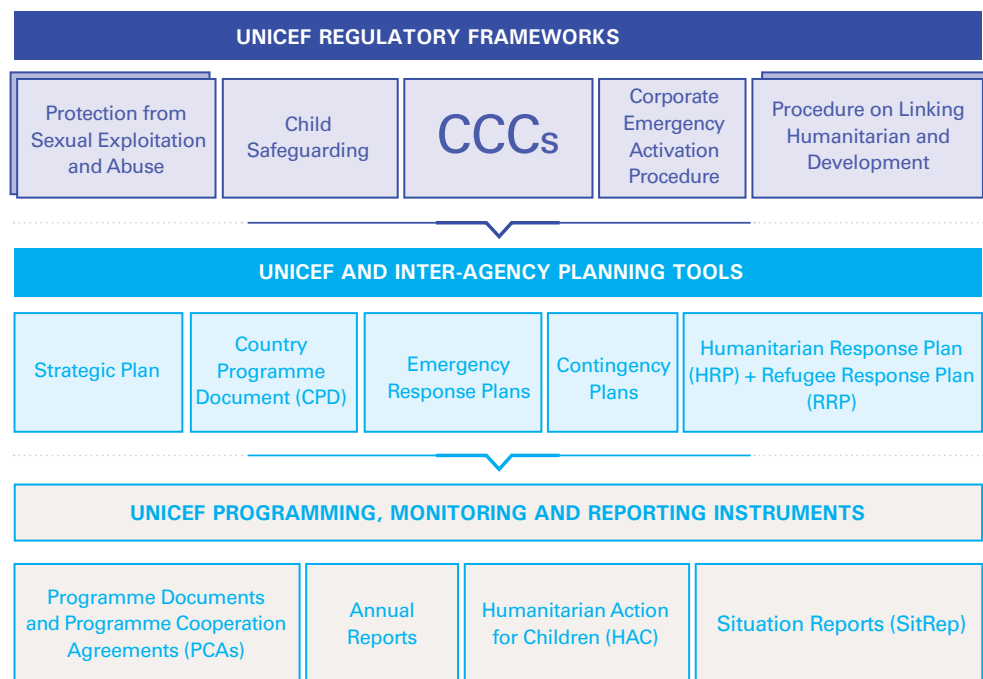 UNICEF REGULATORY FRAMEWORKS
Protection from
Sexual Exploitation
and Abuse
Child
Safeguarding
CCCs
Corporate
Emergency
Activation
Procedure
Procedure on Linking
Humanitarian and
Development
UNICEF AND INTER-AGENCY PLANNING TOOLS
Strategic Plan
Country
Programme
Document (CPD)
Emergency
Response Plans
Contingency
Plans
Humanitarian Response Plan
(HRP) + Refugee Response Plan
(RRP)
UNICEF PROGRAMMING, MONITORING AND REPORTING INSTRUMENTS
Programme Documents
and Programme Cooperation
Agreements (PCAs)
Annual
Reports
Humanitarian Action
for Children (HAC)
Situation Reports (SitRep)